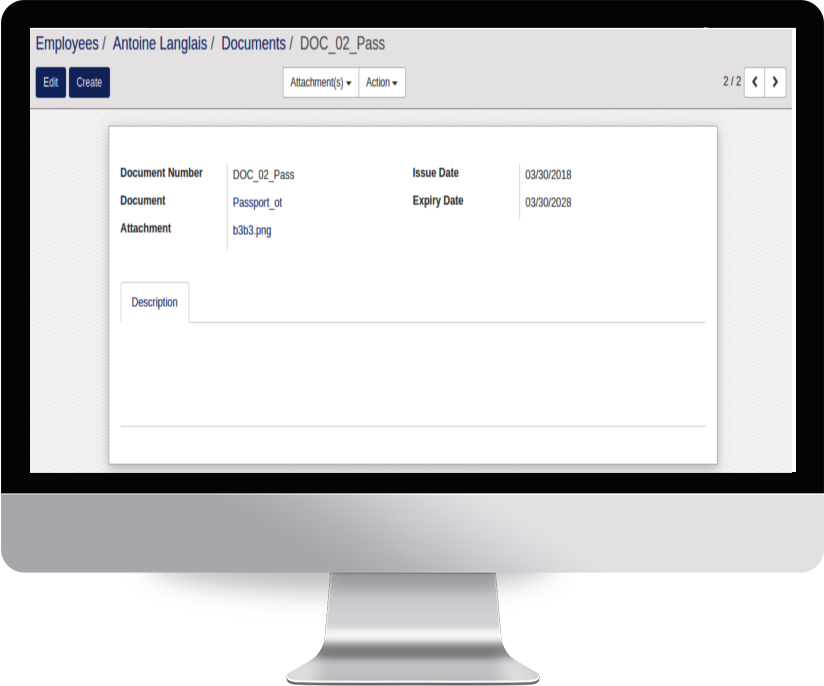 Employees / Antoine Langlais / Documents / DOC_02_Pass
Edit Create Attachment(s) Action 2 / 2
Document Number DOC_02_Pass Issue Date 03/30/2018
Document Passport_ot Expiry Date 03/30/2028
Attachment b3b3.png
Description